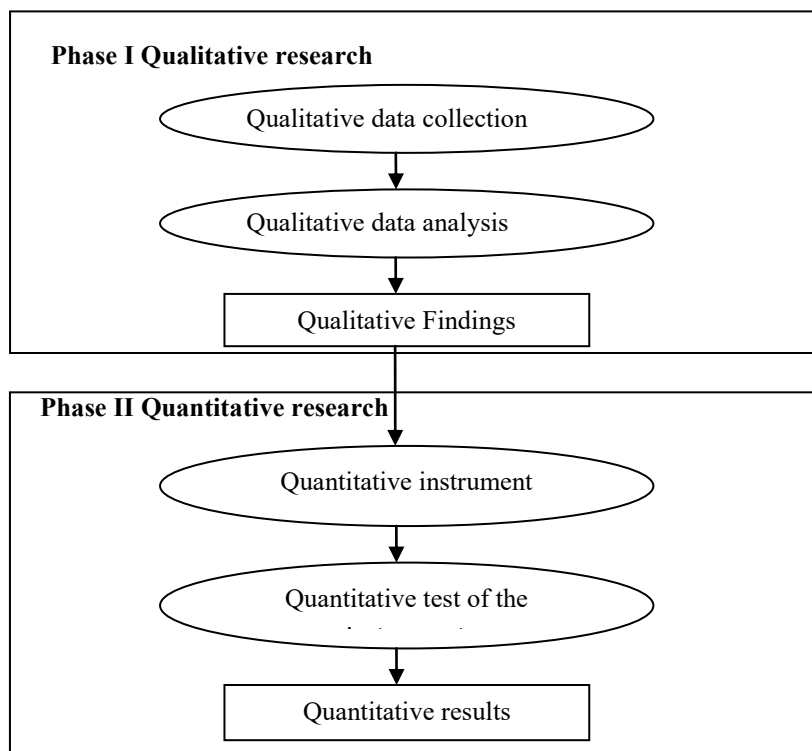 Phase I Qualitative research
Qualitative data collection
Qualitative data analysis
Qualitative Findings
Phase II Quantitative research
Quantitative instrument
Quantitative test of the
Quantitative results